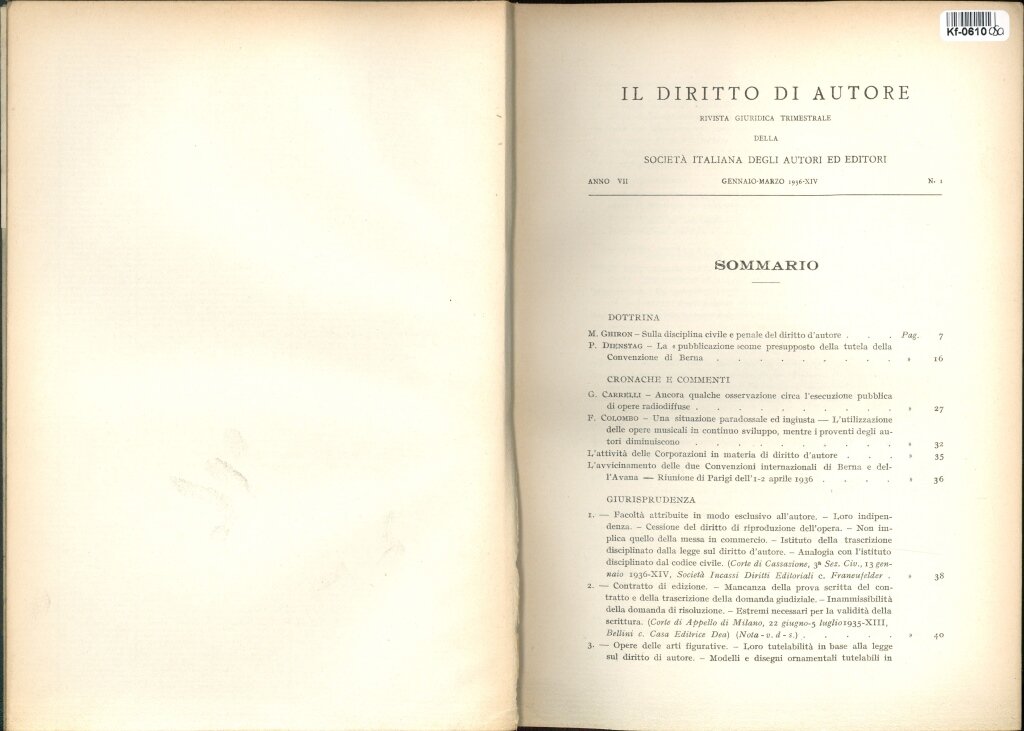 Kf-0610
IL DIRITTO DI AUTORE
RIVISTA GIURIDICA TRIMESTRALE
DELLA
SOCIETÀ ITALIANA DEGLI AUTORI ED EDITORI
ANNO VII GENNAIO-MARZO 1936-XIV N. 1
SOMMARIO
DOTTRINA
M. GHIRON – Sulla disciplina civile e penale del diritto d'autore . . . Pag. 7
P. DIENSTAG – La « pubblicazione »come presupposto della tutela della
Convenzione di Berna . . . . . . . . . » 16
CRONACHE E COMMENTI
G. CARRELLI – Ancora qualche osservazione circa l'esecuzione pubblica
di opere radiodiffuse . . . . . . . . . . » 27
F. COLOMBO – Una situazione paradossale ed ingiusta — L'utilizzazione
delle opere musicali in continuo sviluppo, mentre i proventi degli au-
tori diminuiscono . . . . . . . . . . » 32
L'attività delle Corporazioni in materia di diritto d'autore . . . » 35
L'avvicinamento delle due Convenzioni internazionali di Berna e del-
l'Avana — Riunione di Parigi dell'1-2 aprile 1936 . . . . » 36
GIURISPRUDENZA
1. — Facoltà attribuite in modo esclusivo all'autore. – Loro indipen-
denza. – Cessione del diritto di riproduzione dell'opera. – Non im-
plica quello della messa in commercio. – Istituto della trascrizione
disciplinato dalla legge sul diritto d'autore. – Analogia con l'istituto
disciplinato dal codice civile. (Corte di Cassazione, 3ª Sez. Civ., 13 gen-
naio 1936-XIV, Società Incassi Diritti Editoriali c. Franeufelder . » 38
2. — Contratto di edizione. – Mancanza della prova scritta del con-
tratto e della trascrizione della domanda giudiziale. – Inammissibilità
della domanda di risoluzione. – Estremi necessari per la validità della
scrittura. (Corte di Appello di Milano, 22 giugno-5 luglio1935-XIII,
Bellini c. Casa Editrice Dea) (Nota - v. d - s.) . . . . . » 40
3. — Opere delle arti figurative. – Loro tutelabilità in base alla legge
sul diritto di autore. – Modelli e disegni ornamentali tutelabili in